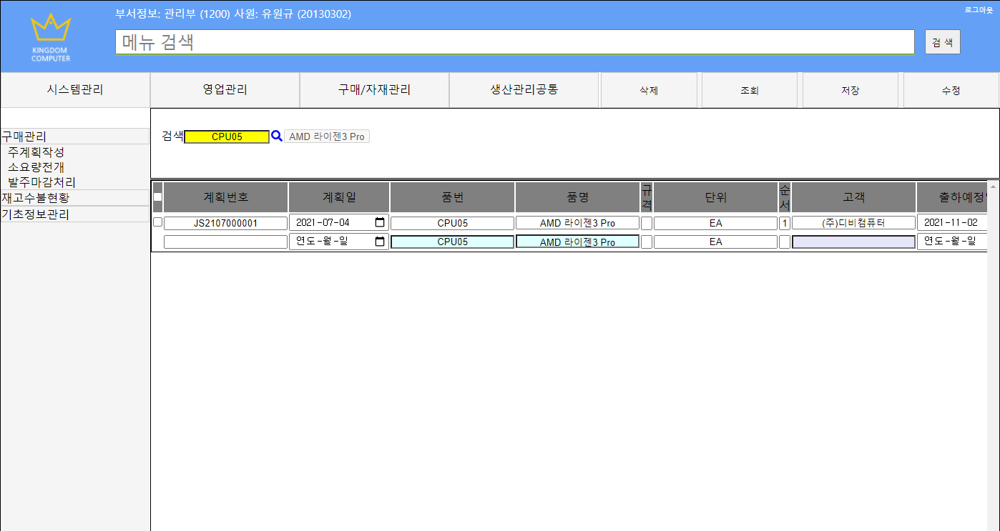 부서정보: 관리부 (1200) 사원: 유원규 (20130302)
로그아웃
KINGDOM
COMPUTER
메뉴 검색
검 색
시스템관리 영업관리 구매/자재관리 생산관리공통 삭제 조회 저장 수정
구매관리
주계획작성
소요량전개
발주마감처리
재고수불현황
기초정보관리
검색 CPU05 AMD 라이젠3 Pro
계획번호 계획일 품번 품명 규격 단위 순서 고객 출하예정
JS2107000001 2021-07-04 CPU05 AMD 라이젠3 Pro EA 1 (주)디비컴퓨터 2021-11-02
연도-월-일 CPU05 AMD 라이젠3 Pro EA 연도-월-일